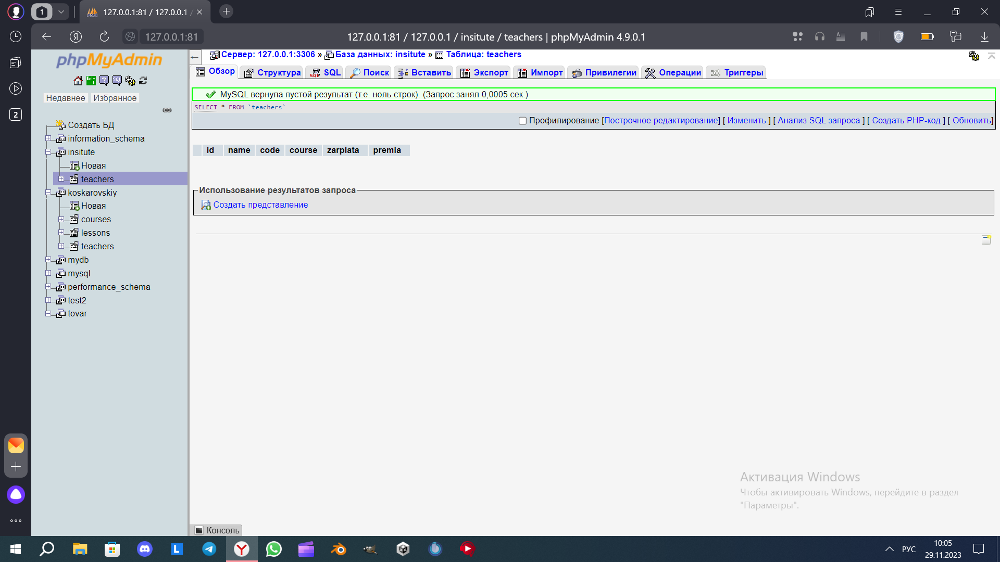 1
127.0.0.1:81 / 127.0.0.1 /
127.0.0.1:81
127.0.0.1:81 / 127.0.0.1 / insitute / teachers | phpMyAdmin 4.9.0.1
2
phpMyAdmin
Недавнее Избранное
Создать БД
information_schema
insitute
Новая
teachers
koskarovskiy
Новая
courses
lessons
teachers
mydb
mysql
performance_schema
test2
tovar
Сервер: 127.0.0.1:3306 » База данных: insitute » Таблица: teachers
Обзор Структура SQL Поиск Вставить Экспорт Импорт Привилегии Операции Триггеры
MySQL вернула пустой результат (т.е. ноль строк). (Запрос занял 0,0005 сек.)
SELECT * FROM `teachers`
Профилирование [Построчное редактирование] [ Изменить ] [ Анализ SQL запроса ] [ Создать PHP-код ] [ Обновить]
id name code course zarplata premia
Использование результатов запроса
Создать представление
Консоль
Активация Windows
Чтобы активировать Windows, перейдите в раздел
"Параметры".
РУС
10:05
29.11.2023